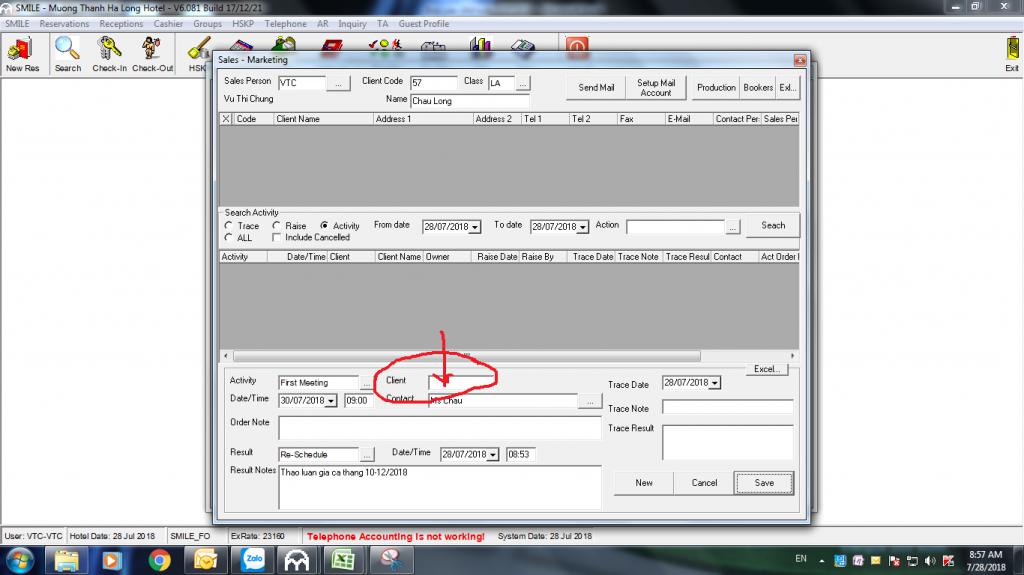 SMILE - Muong Thanh Ha Long Hotel - V6.081 Build 17/12/21
SMILE Reservations Receptions Cashier Groups HSKP Telephone AR Inquiry TA Guest Profile
New Res Search Check-In Check-Out HSK Exit
Sales - Marketing
Sales Person VTC ... Client Code 57 Class LA ... Send Mail Setup Mail Account Production Bookers Exl...
Vu Thi Chung Name Chau Long
X Code Client Name Address 1 Address 2 Tel 1 Tel 2 Fax E-Mail Contact Per: Sales Per
Search Activity
Trace Raise Activity From date 28/07/2018 To date 28/07/2018 Action ... Seach
ALL Include Cancelled
Activity Date/Time Client Client Name Owner Raise Date Raise By Trace Date Trace Note Trace Resul Contact Act Order
Excel...
Activity First Meeting ... Client Trace Date 28/07/2018
Date/Time 30/07/2018 09:00 Contact Ms Chau ... Trace Note
Order Note Trace Result
Result Re-Schedule ... Date/Time 28/07/2018 08:53
Result Notes Thao luan gia ca thang 10-12/2018
New Cancel Save
User: VTC-VTC Hotel Date: 28 Jul 2018 SMILE_FO ExRate: 23160 Telephone Accounting is not working! System Date: 28 Jul 2018
Zalo
EN 8:57 AM
7/28/2018